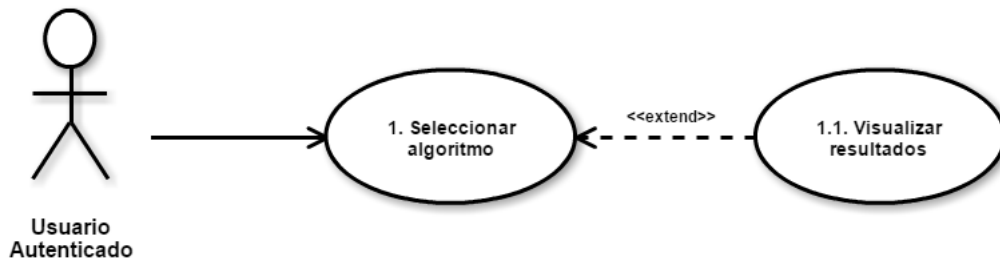 1. Seleccionar
algoritmo
<<extend>>
1.1. Visualizar
resultados
Usuario
Autenticado